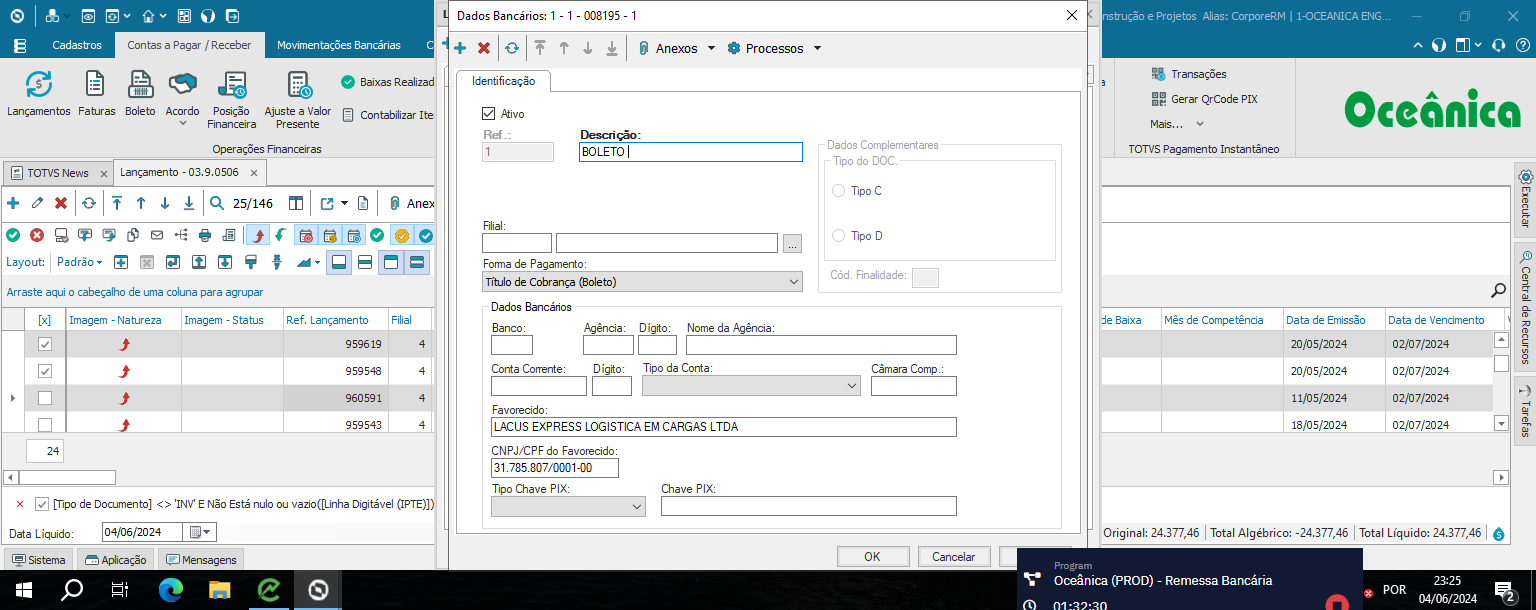 Dados Bancários: 1 - 1 - 008195 - 1
nstrução e Projetos Alias: CorporeRM | 1-OCEANICA ENG...
Cadastros
Contas a Pagar / Receber
Movimentações Bancárias
Anexos
Processos
Lançamentos
Faturas
Boleto
Acordo
Posição
Financeira
Ajuste a Valor
Presente
Baixas Realizad
Contabilizar Ite
Operações Financeiras
Transações
Gerar QrCode PIX
Mais...
TOTVS Pagamento Instantâneo
Oceânica
TOTVS News
Lançamento - 03.9.0506
25/146
Anex
Layout:
Padrão
Arraste aqui o cabeçalho de uma coluna para agrupar
[x] Imagem - Natureza Imagem - Status Ref. Lançamento Filial
959619 4
959548 4
960591 4
959543 4
24
[Tipo de Documento] <> 'INV' E Não Está nulo ou vazio([Linha Digitável (IPTE)])
Data Líquido: 04/06/2024
Sistema
Aplicação
Mensagens
Identificação
Ativo
Ref.:
1
Descrição:
BOLETO
Dados Complementares
Tipo do DOC.
Tipo C
Tipo D
Cód. Finalidade:
Filial:
...
Forma de Pagamento:
Título de Cobrança (Boleto)
Dados Bancários
Banco:
Agência:
Dígito:
Nome da Agência:
Conta Corrente:
Dígito:
Tipo da Conta:
Câmara Comp.:
Favorecido:
LACUS EXPRESS LOGISTICA EM CARGAS LTDA
CNPJ/CPF do Favorecido:
31.785.807/0001-00
Tipo Chave PIX:
Chave PIX:
OK
Cancelar
de Baixa Mês de Competência Data de Emissão Data de Vencimento
20/05/2024 02/07/2024
20/05/2024 02/07/2024
11/05/2024 02/07/2024
18/05/2024 02/07/2024
Original: 24.377,46 Total Algébrico: -24.377,46 Total Líquido: 24.377,46
Executar
Central de Recursos
Tarefas
Program
Oceânica (PROD) - Remessa Bancária
01:32:30
POR
23:25
04/06/2024
2